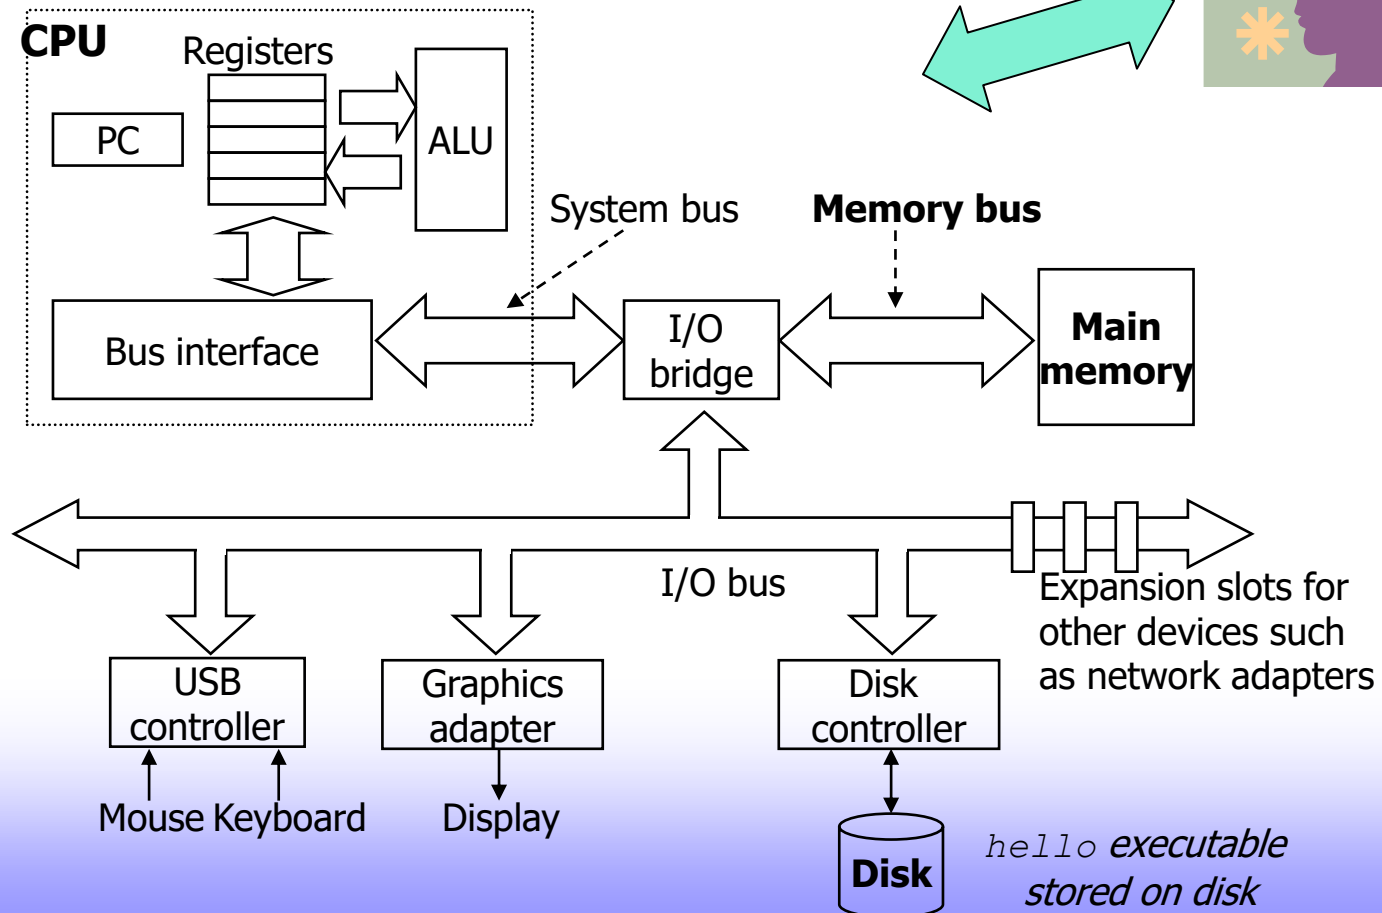 CPU
Registers
PC
ALU
System bus
Memory bus
Bus interface
I/O
bridge
Main
memory
I/O bus
Expansion slots for
other devices such
as network adapters
USB
controller
Graphics
adapter
Disk
controller
Mouse Keyboard
Display
Disk
hello executable
stored on disk